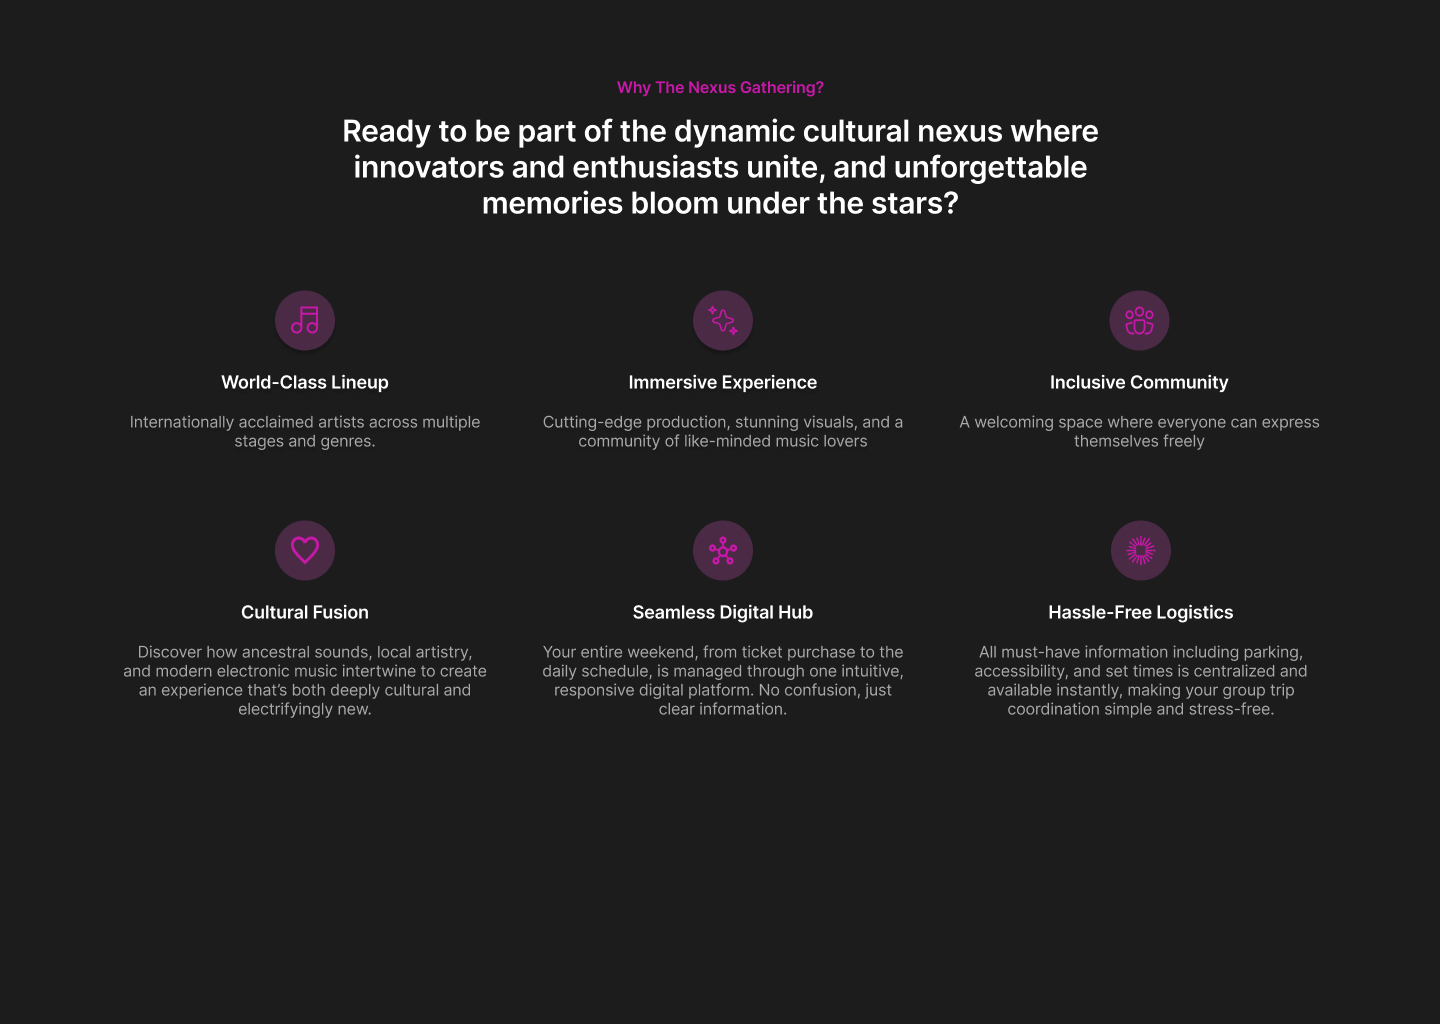 Why The Nexus Gathering?
Ready to be part of the dynamic cultural nexus where
innovators and enthusiasts unite, and unforgettable
memories bloom under the stars?
World-Class Lineup
Internationally acclaimed artists across multiple
stages and genres.
Immersive Experience
Cutting-edge production, stunning visuals, and a
community of like-minded music lovers
Inclusive Community
A welcoming space where everyone can express
themselves freely
Cultural Fusion
Discover how ancestral sounds, local artistry,
and modern electronic music intertwine to create
an experience that’s both deeply cultural and
electrifyingly new.
Seamless Digital Hub
Your entire weekend, from ticket purchase to the
daily schedule, is managed through one intuitive,
responsive digital platform. No confusion, just
clear information.
Hassle-Free Logistics
All must-have information including parking,
accessibility, and set times is centralized and
available instantly, making your group trip
coordination simple and stress-free.